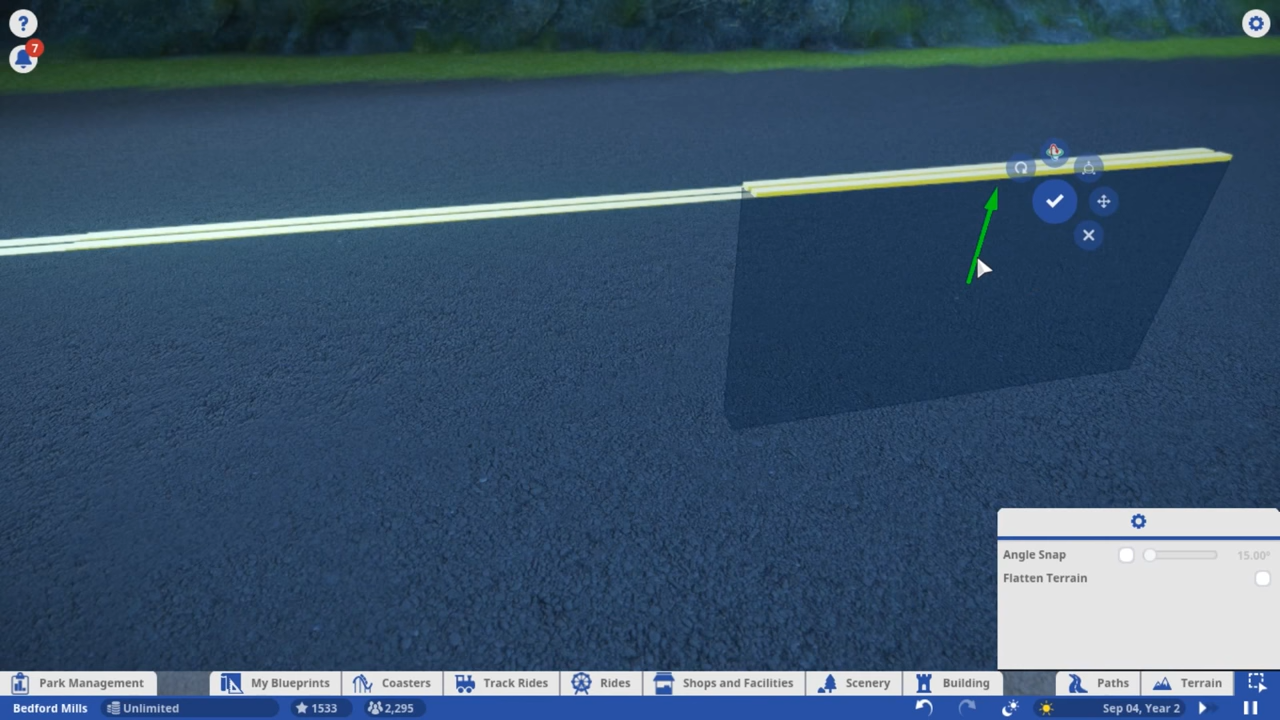 ?
7
Angle Snap 15.00°
Flatten Terrain
Park Management My Blueprints Coasters Track Rides Rides Shops and Facilities Scenery Building Paths Terrain
Bedford Mills Unlimited 1533 2,295 Sep 04, Year 2